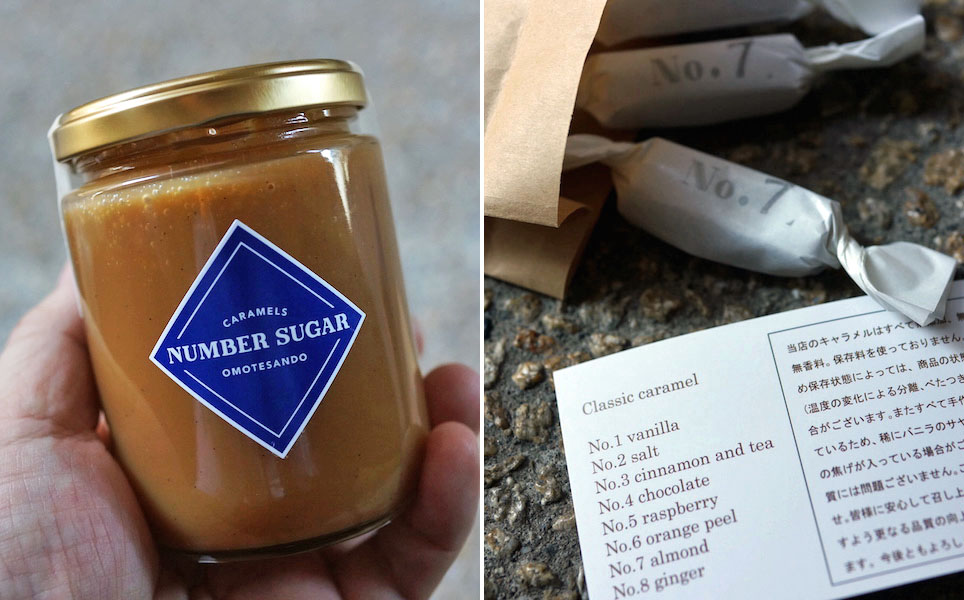 CARAMELS
NUMBER SUGAR
OMOTESANDO
No.7
No.7
Classic caramel
No.1 vanilla
No.2 salt
No.3 cinnamon and tea
No.4 chocolate
No.5 raspberry
No.6 orange peel
No.7 almond
No.8 ginger
当店のキャラメルはすべて
無香料。保存料を使っておりません。
め保存状態によっては、商品の状態
(温度の変化による分離、べたつき
合がございます。またすべて手作
ているため、稀にバニラのサヤ
の焦げが入っている場合がご
質には問題ございません。
せ。皆様に安心して召し上
すよう更なる品質の向上
ます。今後ともよろし